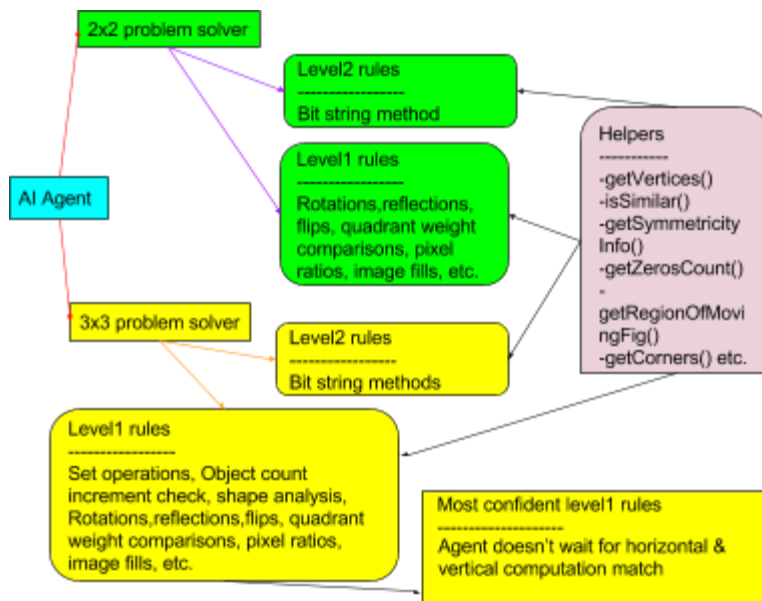 2x2 problem solver
Level2 rules
------------------
Bit string method
Helpers
-----------
-getVertices()
-isSimilar()
-getSymmetricity
Info()
-getZerosCount()
-
getRegionOfMovi
ngFig()
-getCorners() etc.
Level1 rules
------------------
Rotations,reflections,
flips, quadrant weight
comparisons, pixel
ratios, image fills, etc.
AI Agent
3x3 problem solver
Level2 rules
------------------
Bit string methods
Level1 rules
------------------
Set operations, Object count
increment check, shape analysis,
Rotations,reflections,flips, quadrant
weight comparisons, pixel ratios,
image fills, etc.
Most confident level1 rules
---------------------
Agent doesn't wait for horizontal &
vertical computation match